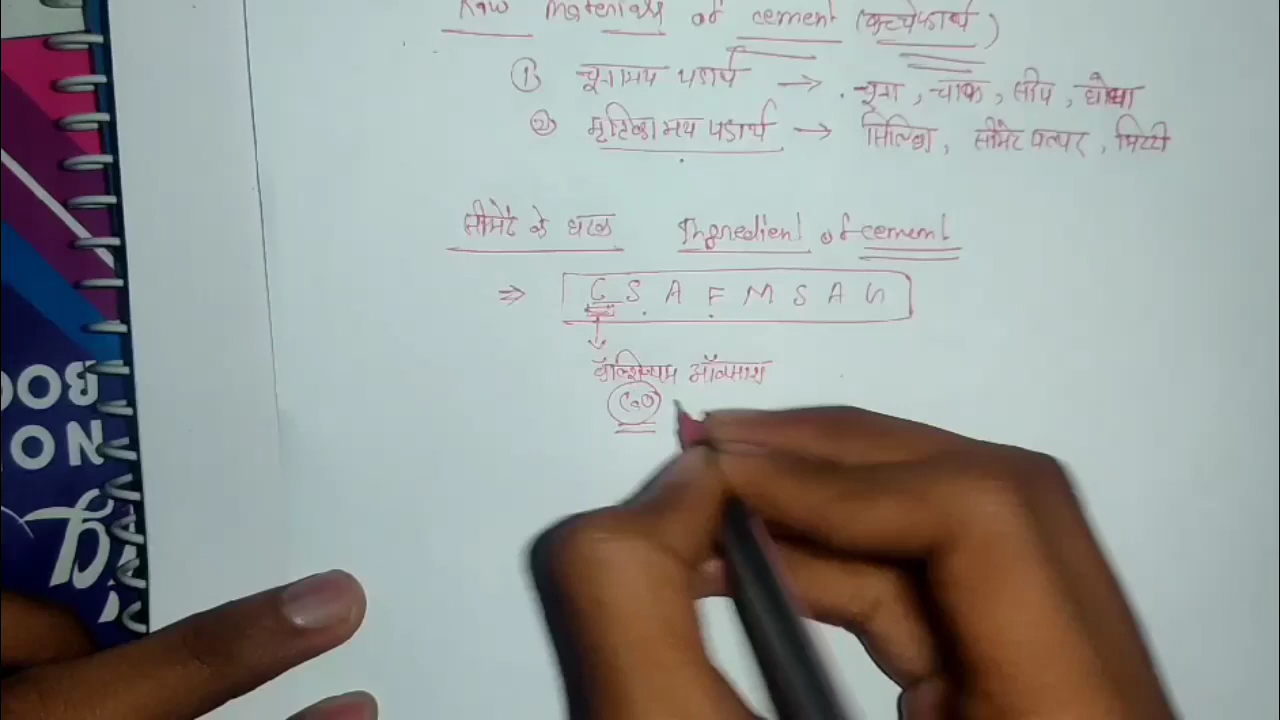 Raw materials of cement (कच्चे पदार्थ)
① चूनामय पदार्थ → चूना, चाक, सीप, घोंघा
② मृतिकामय पदार्थ → सिलिका, सीमेंट पत्थर, मिट्टी
सीमेंट के घटक Ingredient of cement
⇒ C S A F M S A
↓
कैल्शियम ऑक्साइड
CaO
ON